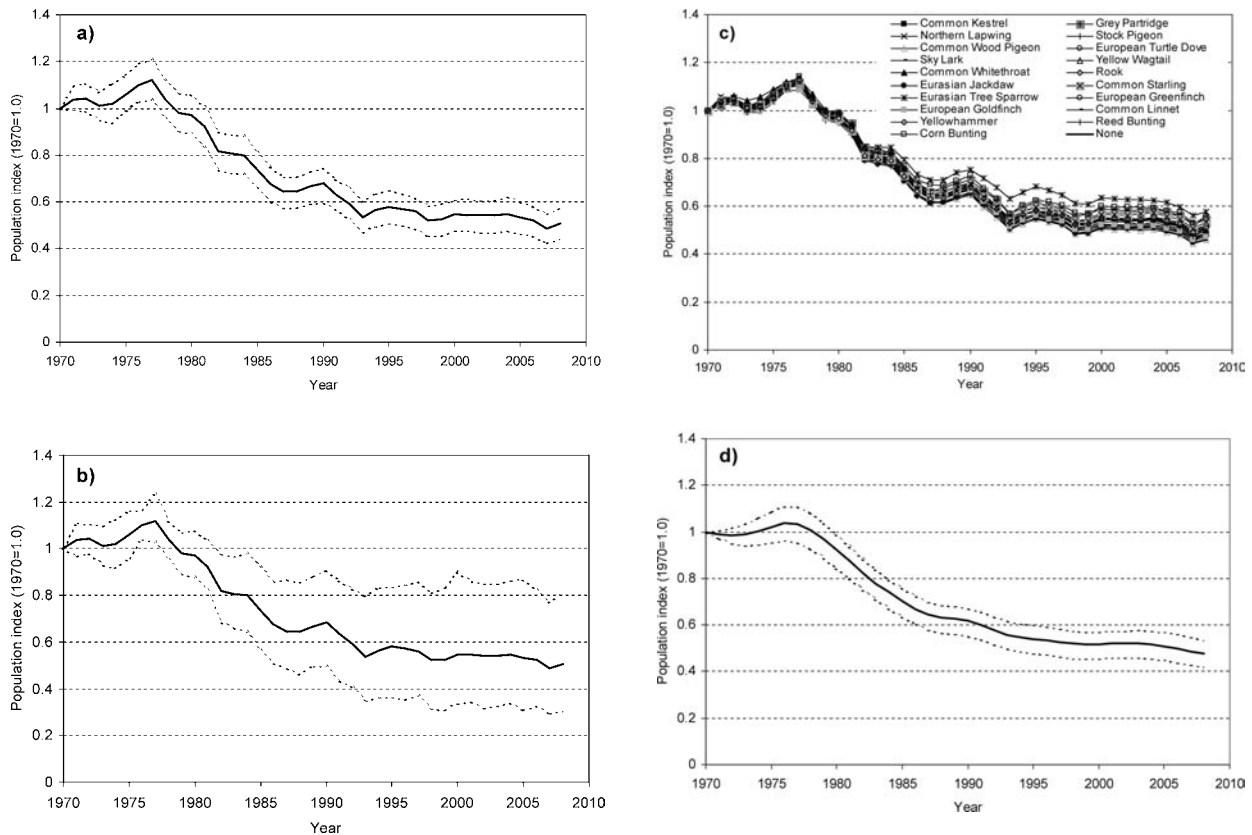 a)
1.4
1.2
1
0.8
0.6
0.4
0.2
0
Population index (1970=1.0)
1970 1975 1980 1985 1990 1995 2000 2005 2010
Year
c)
1.4
1.2
1.0
0.8
0.6
0.4
0.2
0
Population index (1970=1.0)
Common Kestrel Grey Partridge
Northern Lapwing Stock Pigeon
Common Wood Pigeon European Turtle Dove
Sky Lark Yellow Wagtail
Common Whitethroat Rook
Eurasian Jackdaw Common Starling
Eurasian Tree Sparrow European Greenfinch
European Goldfinch Common Linnet
Yellowhammer Reed Bunting
Corn Bunting None
1970 1975 1980 1985 1990 1995 2000 2005 2010
Year
b)
1.4
1.2
1
0.8
0.6
0.4
0.2
0
Population index (1970=1.0)
1970 1975 1980 1985 1990 1995 2000 2005 2010
Year
d)
1.4
1.2
1
0.8
0.6
0.4
0.2
0
Population index (1970=1.0)
1970 1975 1980 1985 1990 1995 2000 2005 2010
Year